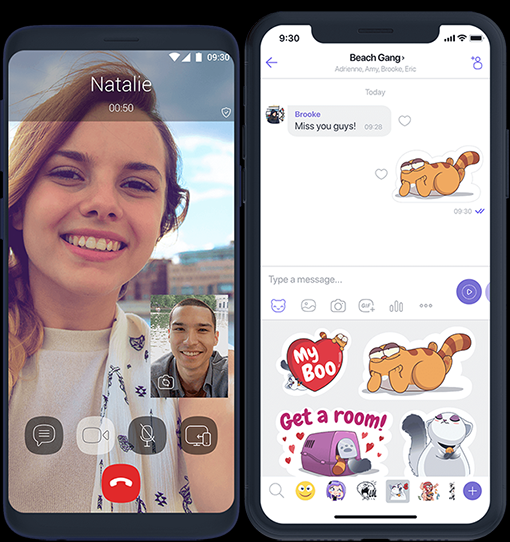 09:30
Natalie
00:50
9:30
Beach Gang›
Adrienne, Amy, Brooke, Eric
Today
Brooke
Miss you guys! 09:28
09:30
Type a message...
GIF+
My
BOO
Get a room!